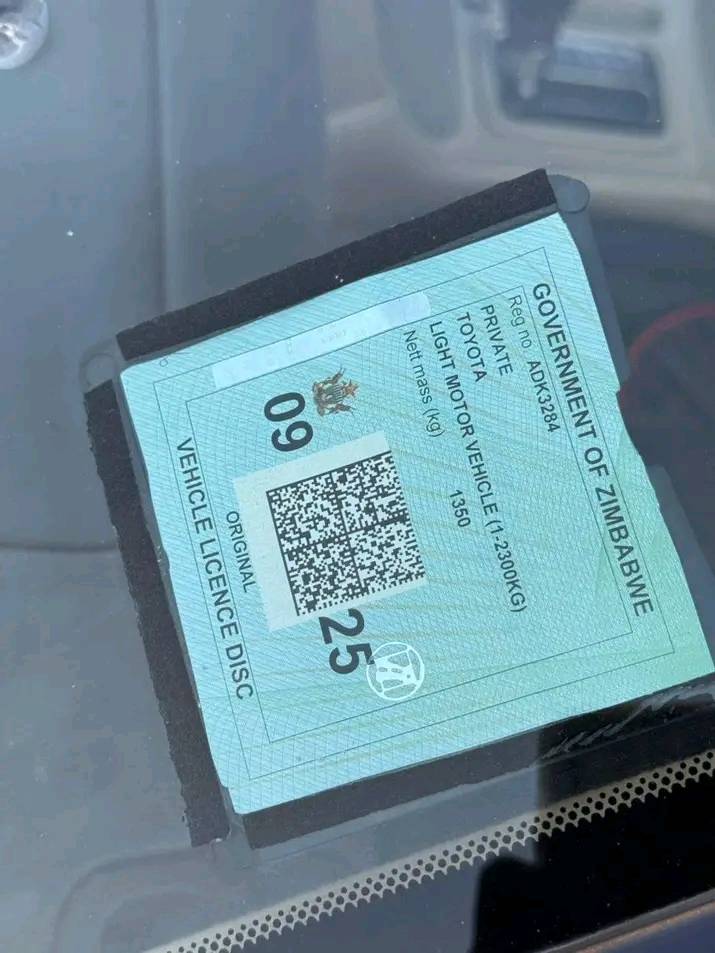 GOVERNMENT OF ZIMBABWE
Reg no ADK3284
PRIVATE
TOYOTA
LIGHT MOTOR VEHICLE (1-2300KG)
Nett mass (kg) 1350
09 25
ORIGINAL
VEHICLE LICENCE DISC